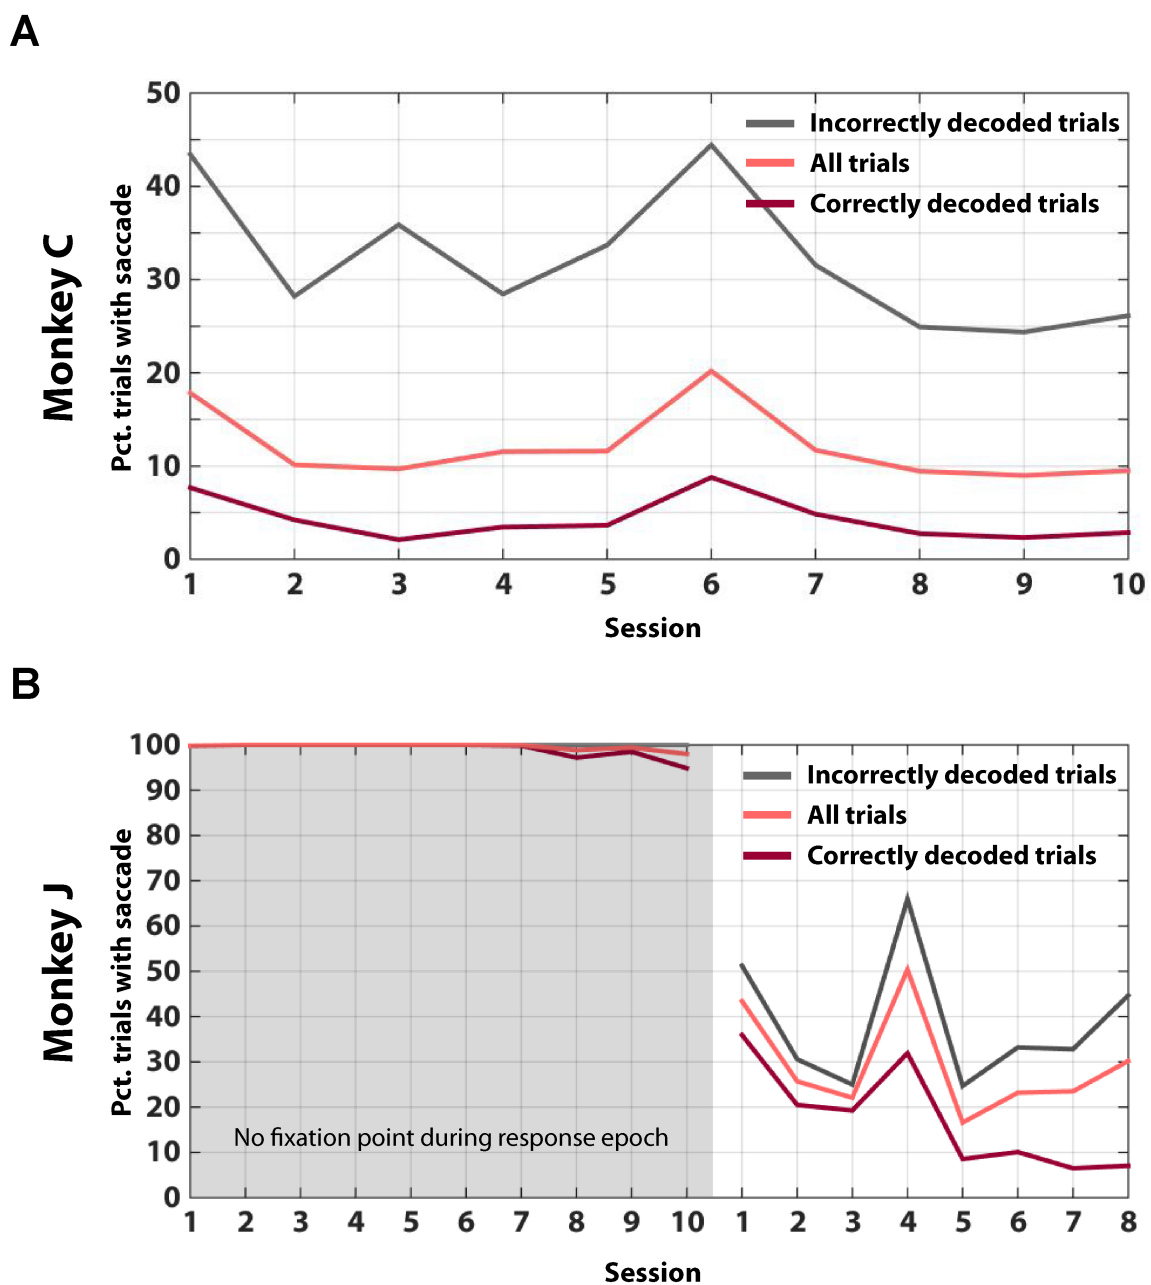 A
Monkey C
Pct. trials with saccade
50
40
30
20
10
0
Incorrectly decoded trials
All trials
Correctly decoded trials
1 2 3 4 5 6 7 8 9 10
Session
B
Monkey J
Pct. trials with saccade
100
90
80
70
60
50
40
30
20
10
0
Incorrectly decoded trials
All trials
Correctly decoded trials
No fixation point during response epoch
1 2 3 4 5 6 7 8 9 10 1 2 3 4 5 6 7 8
Session